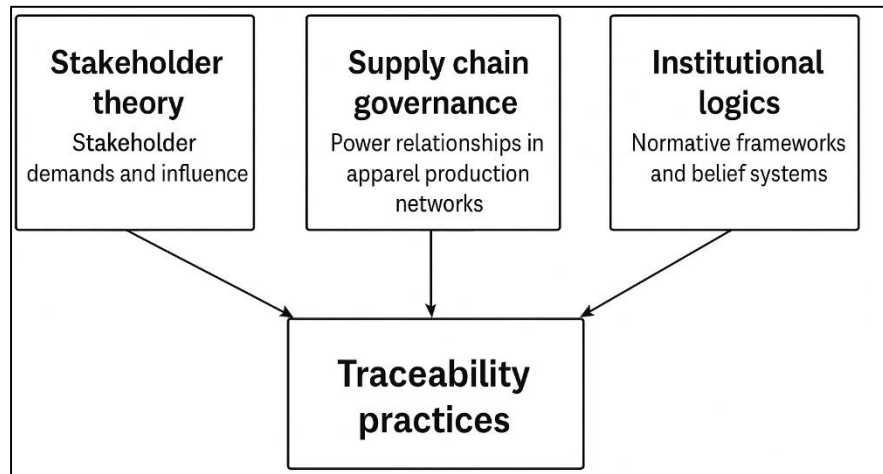 Stakeholder
theory
Stakeholder
demands and influence
Supply chain
governance
Power relationships in
apparel production
networks
Institutional
logics
Normative frameworks
and belief systems
Traceability
practices